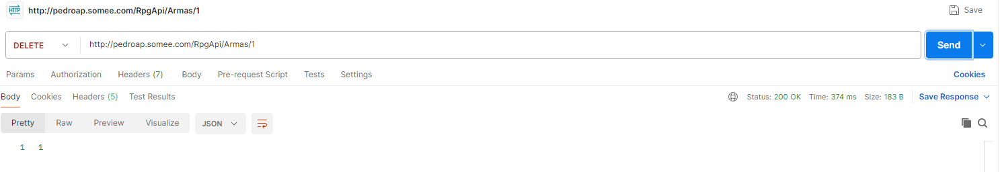 HTTP http://pedroap.somee.com/RpgApi/Armas/1 Save
DELETE http://pedroap.somee.com/RpgApi/Armas/1 Send
Params Authorization Headers (7) Body Pre-request Script Tests Settings Cookies
Body Cookies Headers (5) Test Results Status: 200 OK Time: 374 ms Size: 183 B Save Response
Pretty Raw Preview Visualize JSON
1 1